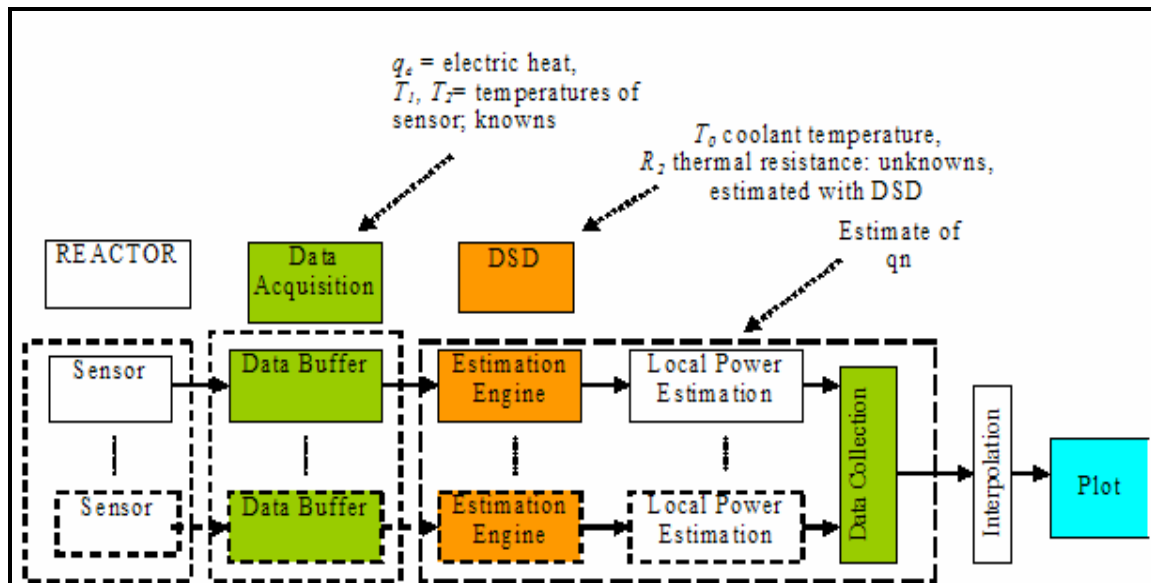 qe = electric heat,
T1, T2= temperatures of
sensor; knowns
T0 coolant temperature,
R2 thermal resistance: unknowns,
estimated with DSD
Estimate of
qn
REACTOR
Data
Acquisition
DSD
Sensor
Data Buffer
Estimation
Engine
Local Power
Estimation
Data Collection
Interpolation
Plot
Sensor
Data Buffer
Estimation
Engine
Local Power
Estimation